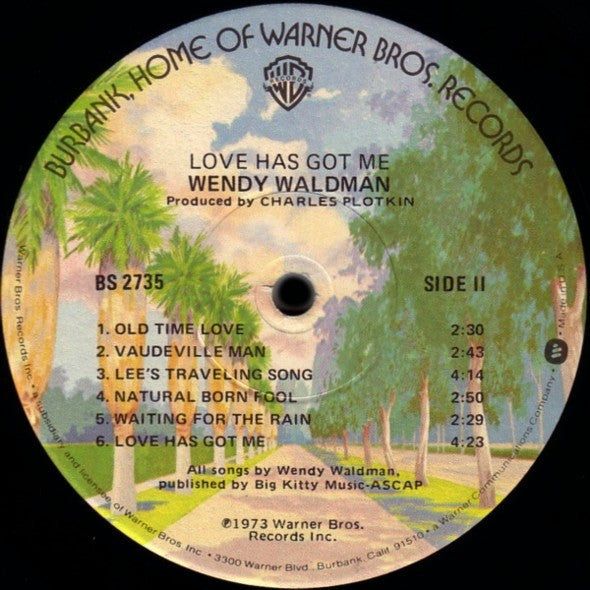 BURBANK, HOME OF WARNER BROS. RECORDS
RECORDS
LOVE HAS GOT ME
WENDY WALDMAN
Produced by CHARLES PLOTKIN
BS 2735
SIDE II
1. OLD TIME LOVE 2:30
2. VAUDEVILLE MAN 2:43
3. LEE'S TRAVELING SONG 4:14
4. NATURAL BORN FOOL 2:50
5. WAITING FOR THE RAIN 2:29
6. LOVE HAS GOT ME 4:23
All songs by Wendy Waldman,
published by Big Kitty Music-ASCAP
℗1973 Warner Bros.
Records Inc.
Warner Bros. Records Inc. • a subsidiary and licensee of Warner Bros. Inc. • 3300 Warner Blvd., Burbank, Calif. 91510 • a Warner Communications Company • Made in U.S.A.